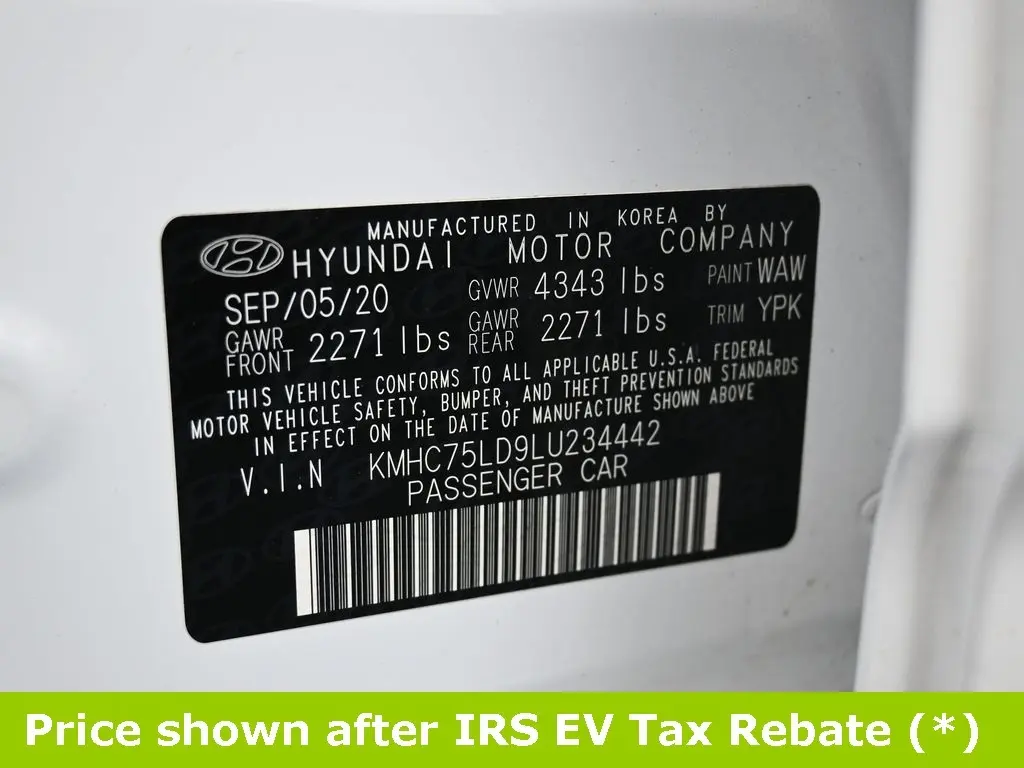 MANUFACTURED IN KOREA BY
HYUNDAI MOTOR COMPANY
SEP/05/20 GVWR 4343 lbs PAINT WAW
GAWR FRONT 2271 lbs GAWR REAR 2271 lbs TRIM YPK
THIS VEHICLE CONFORMS TO ALL APPLICABLE U.S.A. FEDERAL
MOTOR VEHICLE SAFETY, BUMPER, AND THEFT PREVENTION STANDARDS
IN EFFECT ON THE DATE OF MANUFACTURE SHOWN ABOVE
V.I.N KMHC75LD9LU234442
PASSENGER CAR
Price shown after IRS EV Tax Rebate (*)